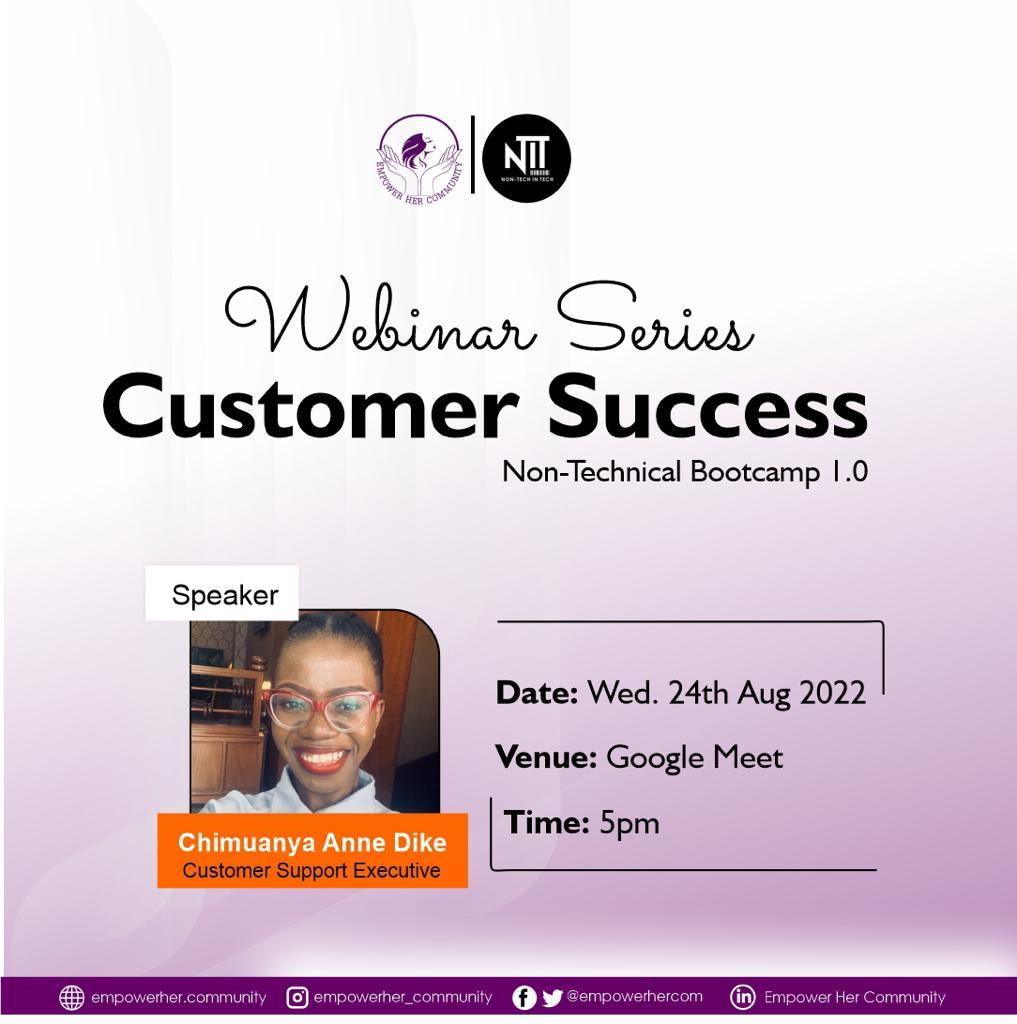 EMPOWER HER COMMUNITY
NTIT
NON-TECH IN TECH
Webinar Series
Customer Success
Non-Technical Bootcamp 1.0
Speaker
Chimuanya Anne Dike
Customer Support Executive
Date: Wed. 24th Aug 2022
Venue: Google Meet
Time: 5pm
empowerher.community empowerher_community @empowerhercom Empower Her Community